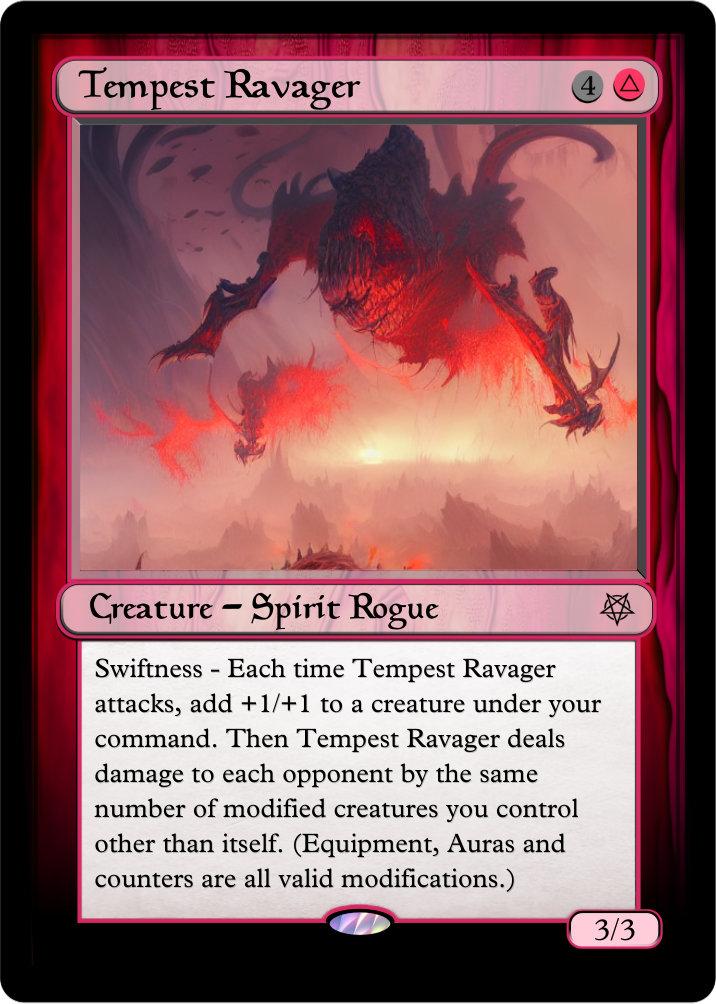 Tempest Ravager 4
Creature – Spirit Rogue
Swiftness - Each time Tempest Ravager
attacks, add +1/+1 to a creature under your
command. Then Tempest Ravager deals
damage to each opponent by the same
number of modified creatures you control
other than itself. (Equipment, Auras and
counters are all valid modifications.)
3/3